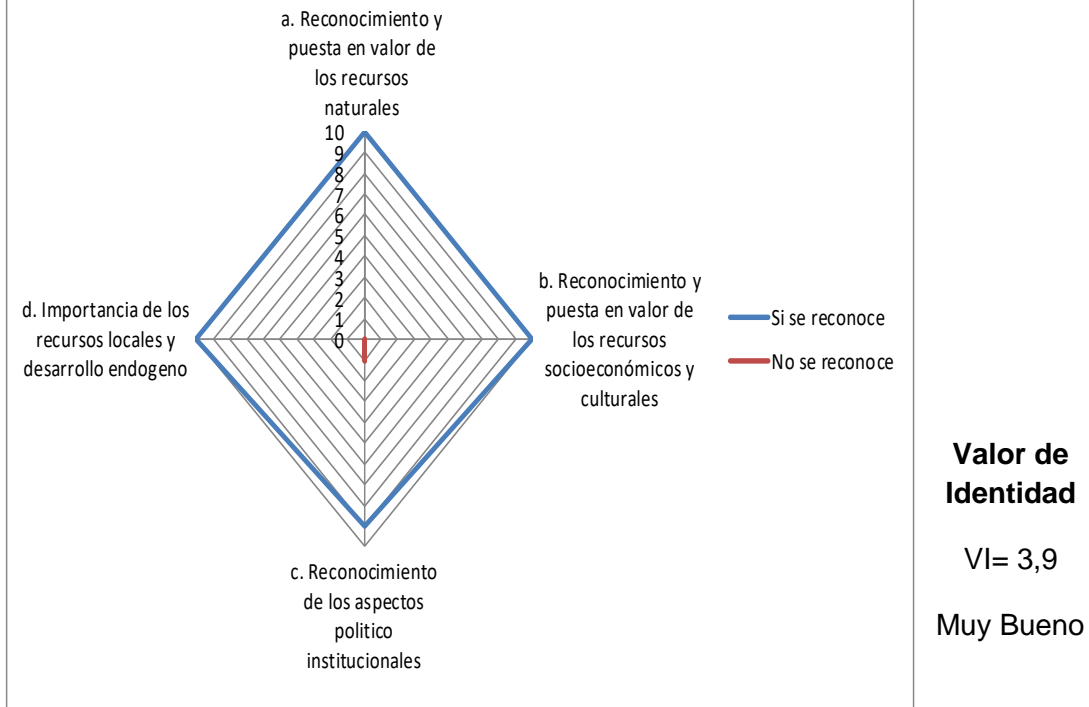 a. Reconocimiento y
puesta en valor de
los recursos
naturales
10
9
8
7
6
5
4
3
2
1
0
b. Reconocimiento y
puesta en valor de
los recursos
socioeconómicos y
culturales
c. Reconocimiento
de los aspectos
politico
institucionales
d. Importancia de los
recursos locales y
desarrollo endogeno
Si se reconoce
No se reconoce
Valor de
Identidad
VI= 3,9
Muy Bueno